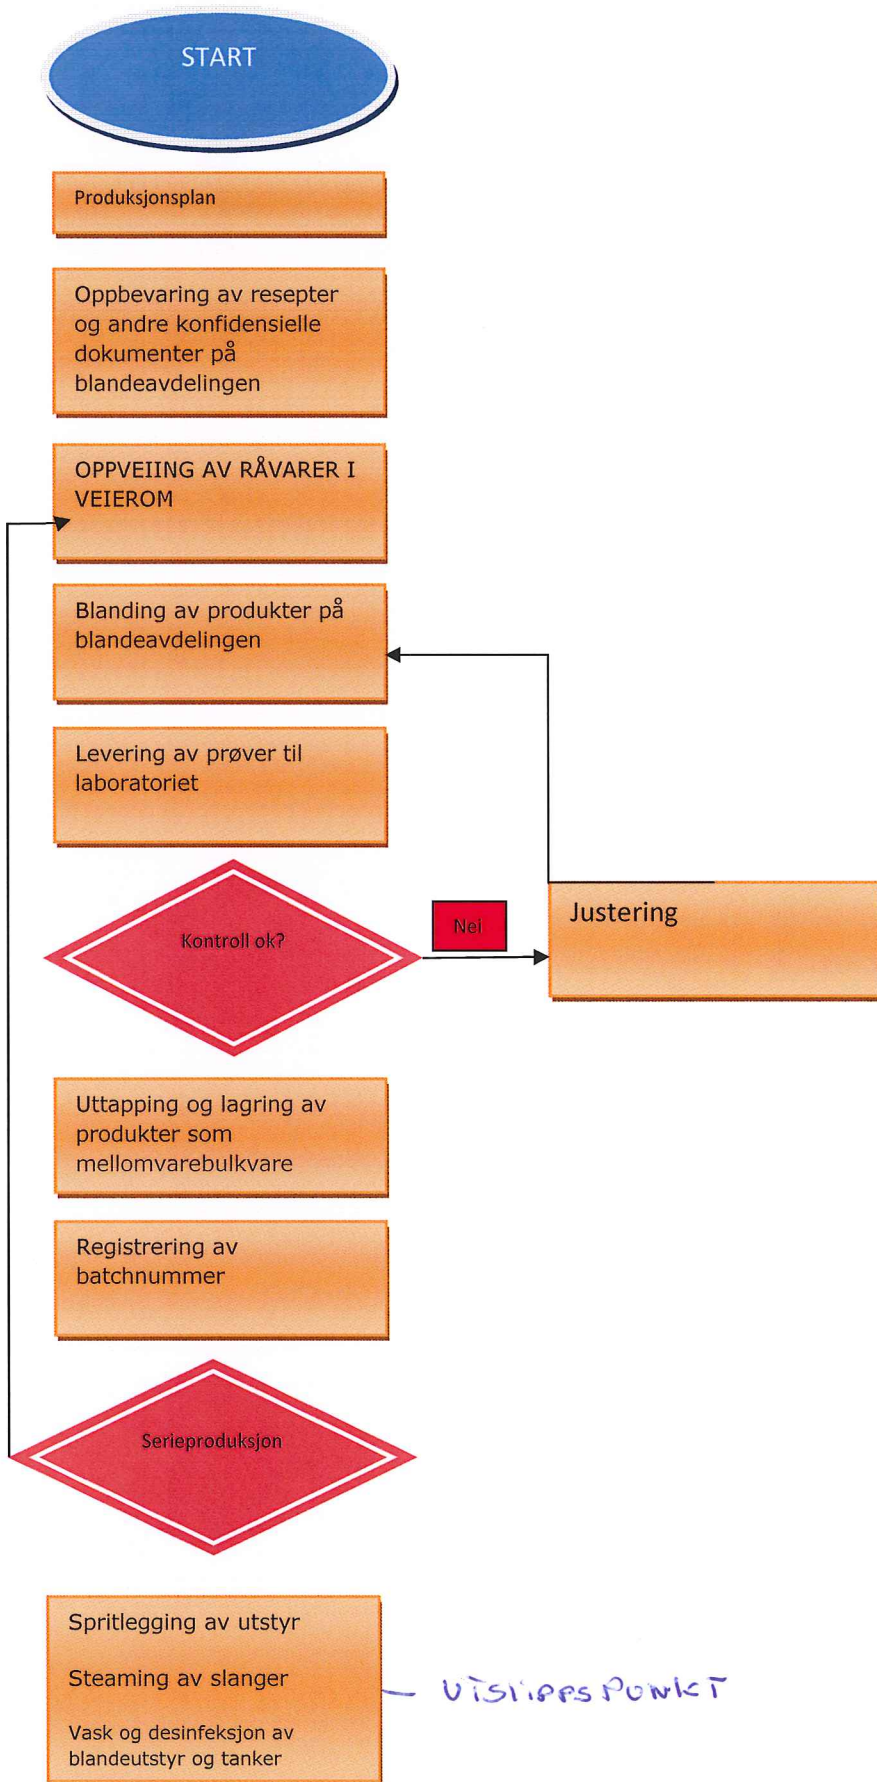 START
Produksjonsplan
Oppbevaring av resepter
og andre konfidensielle
dokumenter på
blandeavdelingen
OPPVEIING AV RÅVARER I
VEIEROM
Blanding av produkter på
blandeavdelingen
Levering av prøver til
laboratoriet
Kontroll ok?
Nei
Justering
Uttapping og lagring av
produkter som
mellomvarebulkvare
Registrering av
batchnummer
Serieproduksjon
Spritlegging av utstyr
Steaming av slanger
— UTSLIPPSPUNKT
Vask og desinfeksjon av
blandeutstyr og tanker